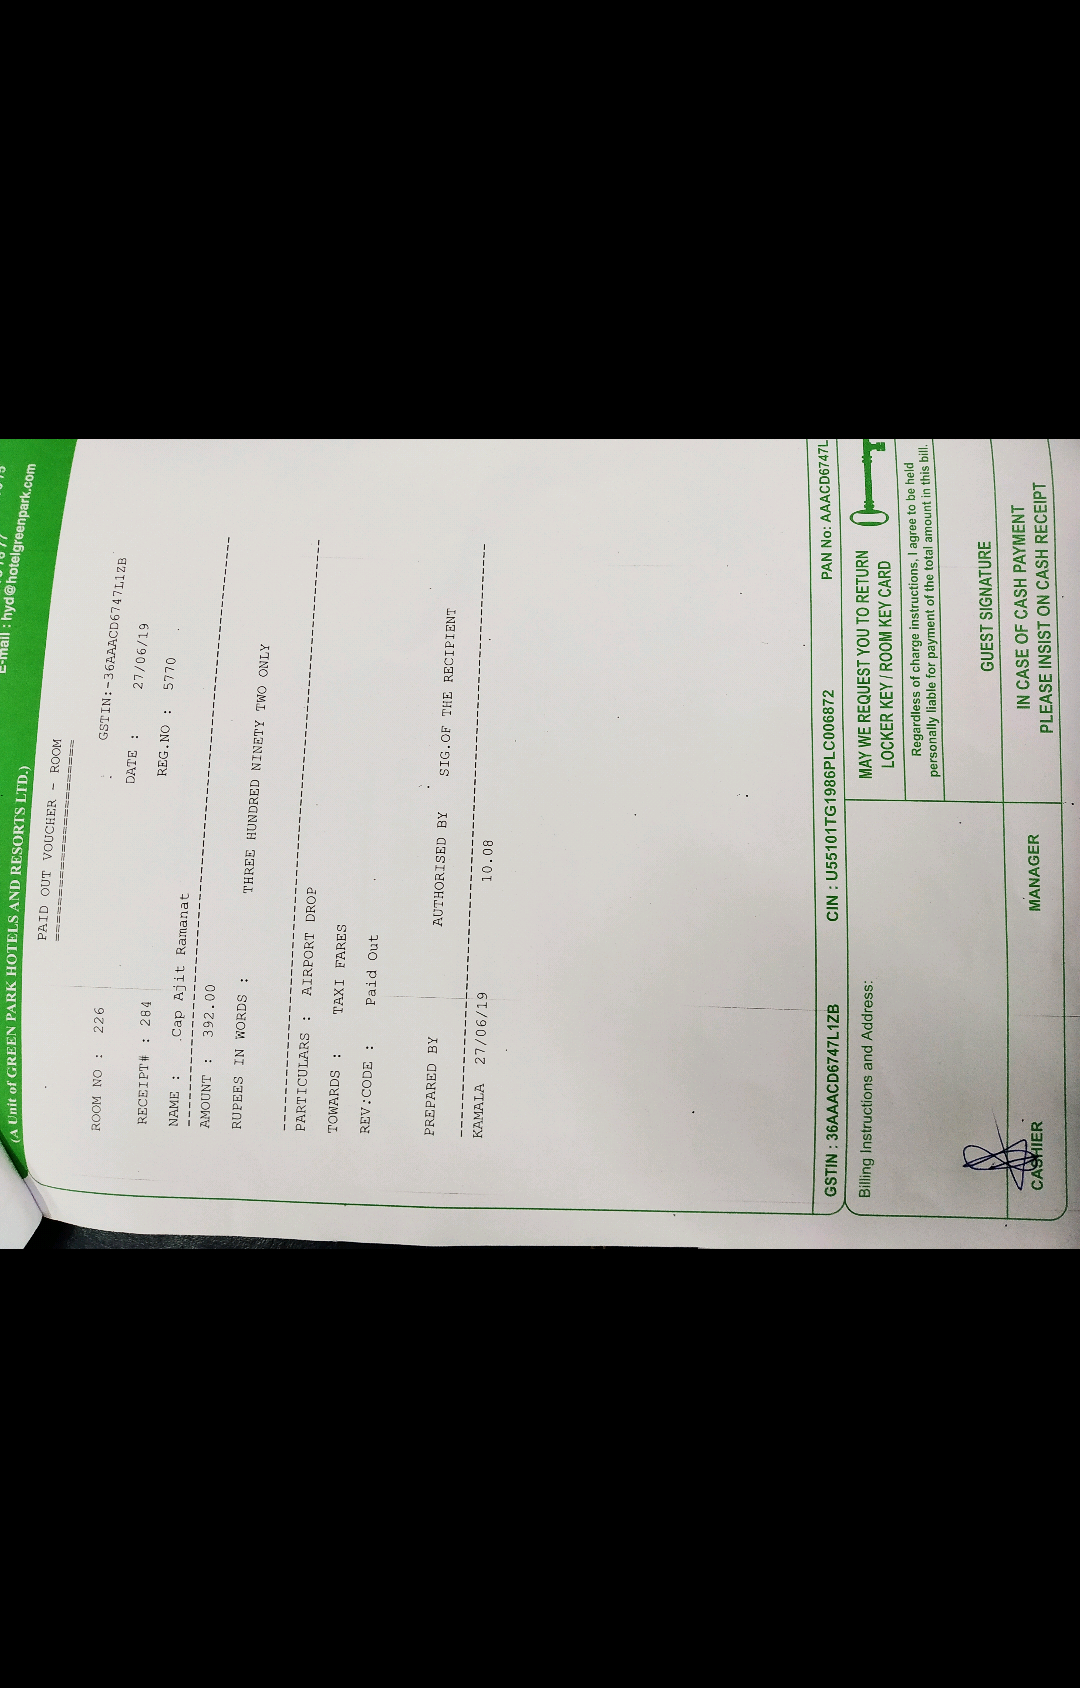 E-mail : hyd@hotelgreenpark.com
(A Unit of GREEN PARK HOTELS AND RESORTS LTD.)
PAID OUT VOUCHER - ROOM
=======================
ROOM NO : 226 GSTIN:-36AAACD6747L1ZB
DATE : 27/06/19
RECEIPT# : 284 REG.NO : 5770
NAME : .Cap Ajit Ramanat
AMOUNT : 392.00
RUPEES IN WORDS : THREE HUNDRED NINETY TWO ONLY
PARTICULARS : AIRPORT DROP
TOWARDS : TAXI FARES
REV:CODE : Paid Out
PREPARED BY AUTHORISED BY SIG.OF THE RECIPIENT
KAMALA 27/06/19 10.08
GSTIN : 36AAACD6747L1ZB CIN : U55101TG1986PLC006872 PAN No: AAACD6747L
Billing Instructions and Address:
MAY WE REQUEST YOU TO RETURN
LOCKER KEY / ROOM KEY CARD
Regardless of charge instructions, I agree to be held
personally liable for payment of the total amount in this bill.
GUEST SIGNATURE
CASHIER
MANAGER
IN CASE OF CASH PAYMENT
PLEASE INSIST ON CASH RECEIPT